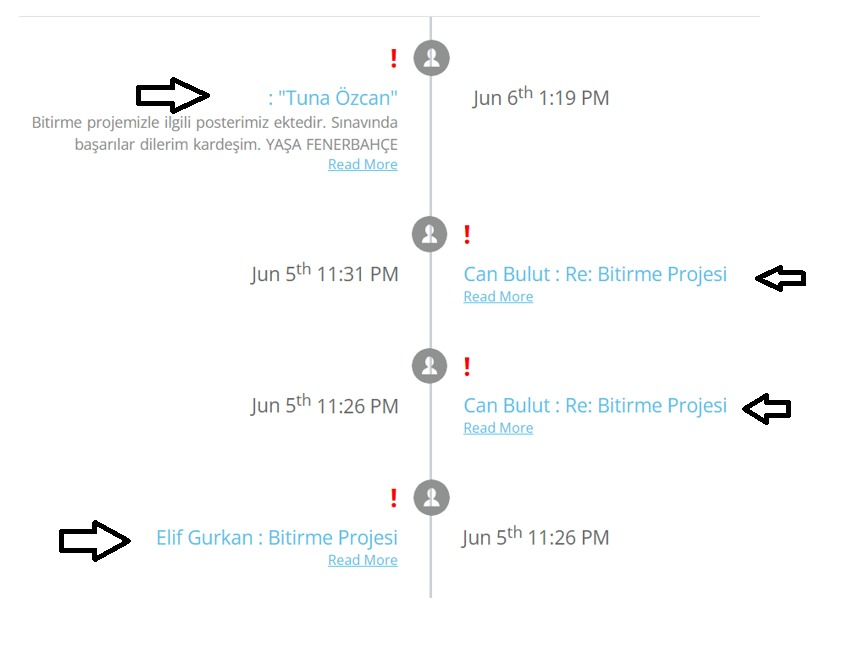 !
: "Tuna Özcan"
Jun 6th 1:19 PM
Bitirme projemizle ilgili posterimiz ektedir. Sınavında
başarılar dilerim kardeşim. YAŞA FENERBAHÇE
Read More
!
Jun 5th 11:31 PM
Can Bulut : Re: Bitirme Projesi
Read More
!
Jun 5th 11:26 PM
Can Bulut : Re: Bitirme Projesi
Read More
!
Elif Gurkan : Bitirme Projesi
Jun 5th 11:26 PM
Read More